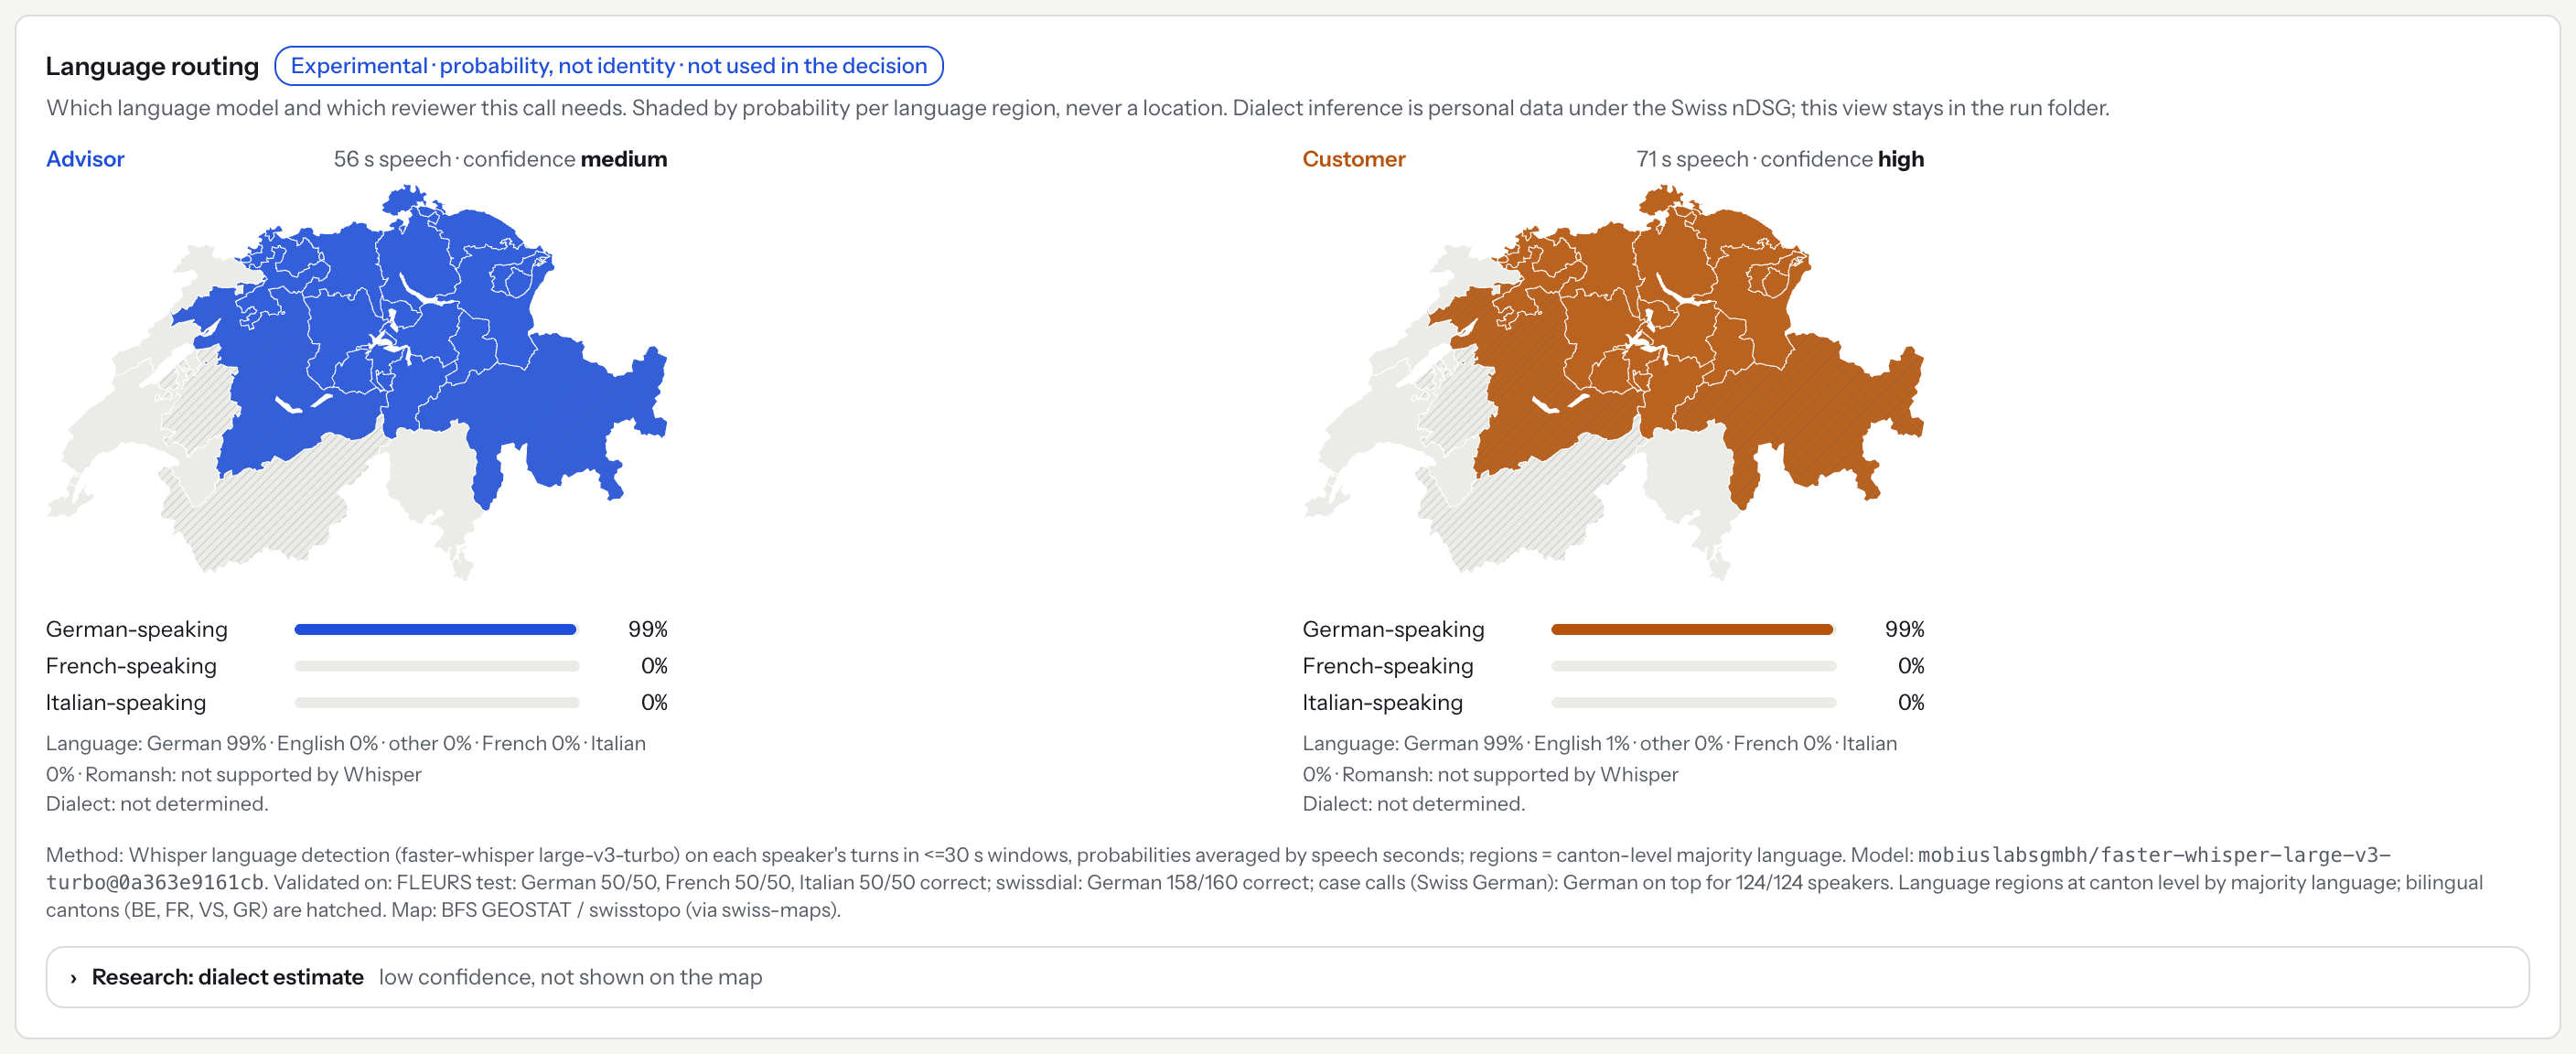 Language routing Experimental · probability, not identity · not used in the decision
Which language model and which reviewer this call needs. Shaded by probability per language region, never a location. Dialect inference is personal data under the Swiss nDSG; this view stays in the run folder.
Advisor 56 s speech · confidence medium
German-speaking 99%
French-speaking 0%
Italian-speaking 0%
Language: German 99% · English 0% · other 0% · French 0% · Italian
0% · Romansh: not supported by Whisper
Dialect: not determined.
Customer 71 s speech · confidence high
German-speaking 99%
French-speaking 0%
Italian-speaking 0%
Language: German 99% · English 1% · other 0% · French 0% · Italian
0% · Romansh: not supported by Whisper
Dialect: not determined.
Method: Whisper language detection (faster-whisper large-v3-turbo) on each speaker's turns in <=30 s windows, probabilities averaged by speech seconds; regions = canton-level majority language. Model: mobiuslabsgmbh/faster-whisper-large-v3-
turbo@0a363e9161cb. Validated on: FLEURS test: German 50/50, French 50/50, Italian 50/50 correct; swissdial: German 158/160 correct; case calls (Swiss German): German on top for 124/124 speakers. Language regions at canton level by majority language; bilingual
cantons (BE, FR, VS, GR) are hatched. Map: BFS GEOSTAT / swisstopo (via swiss-maps).
› Research: dialect estimate low confidence, not shown on the map